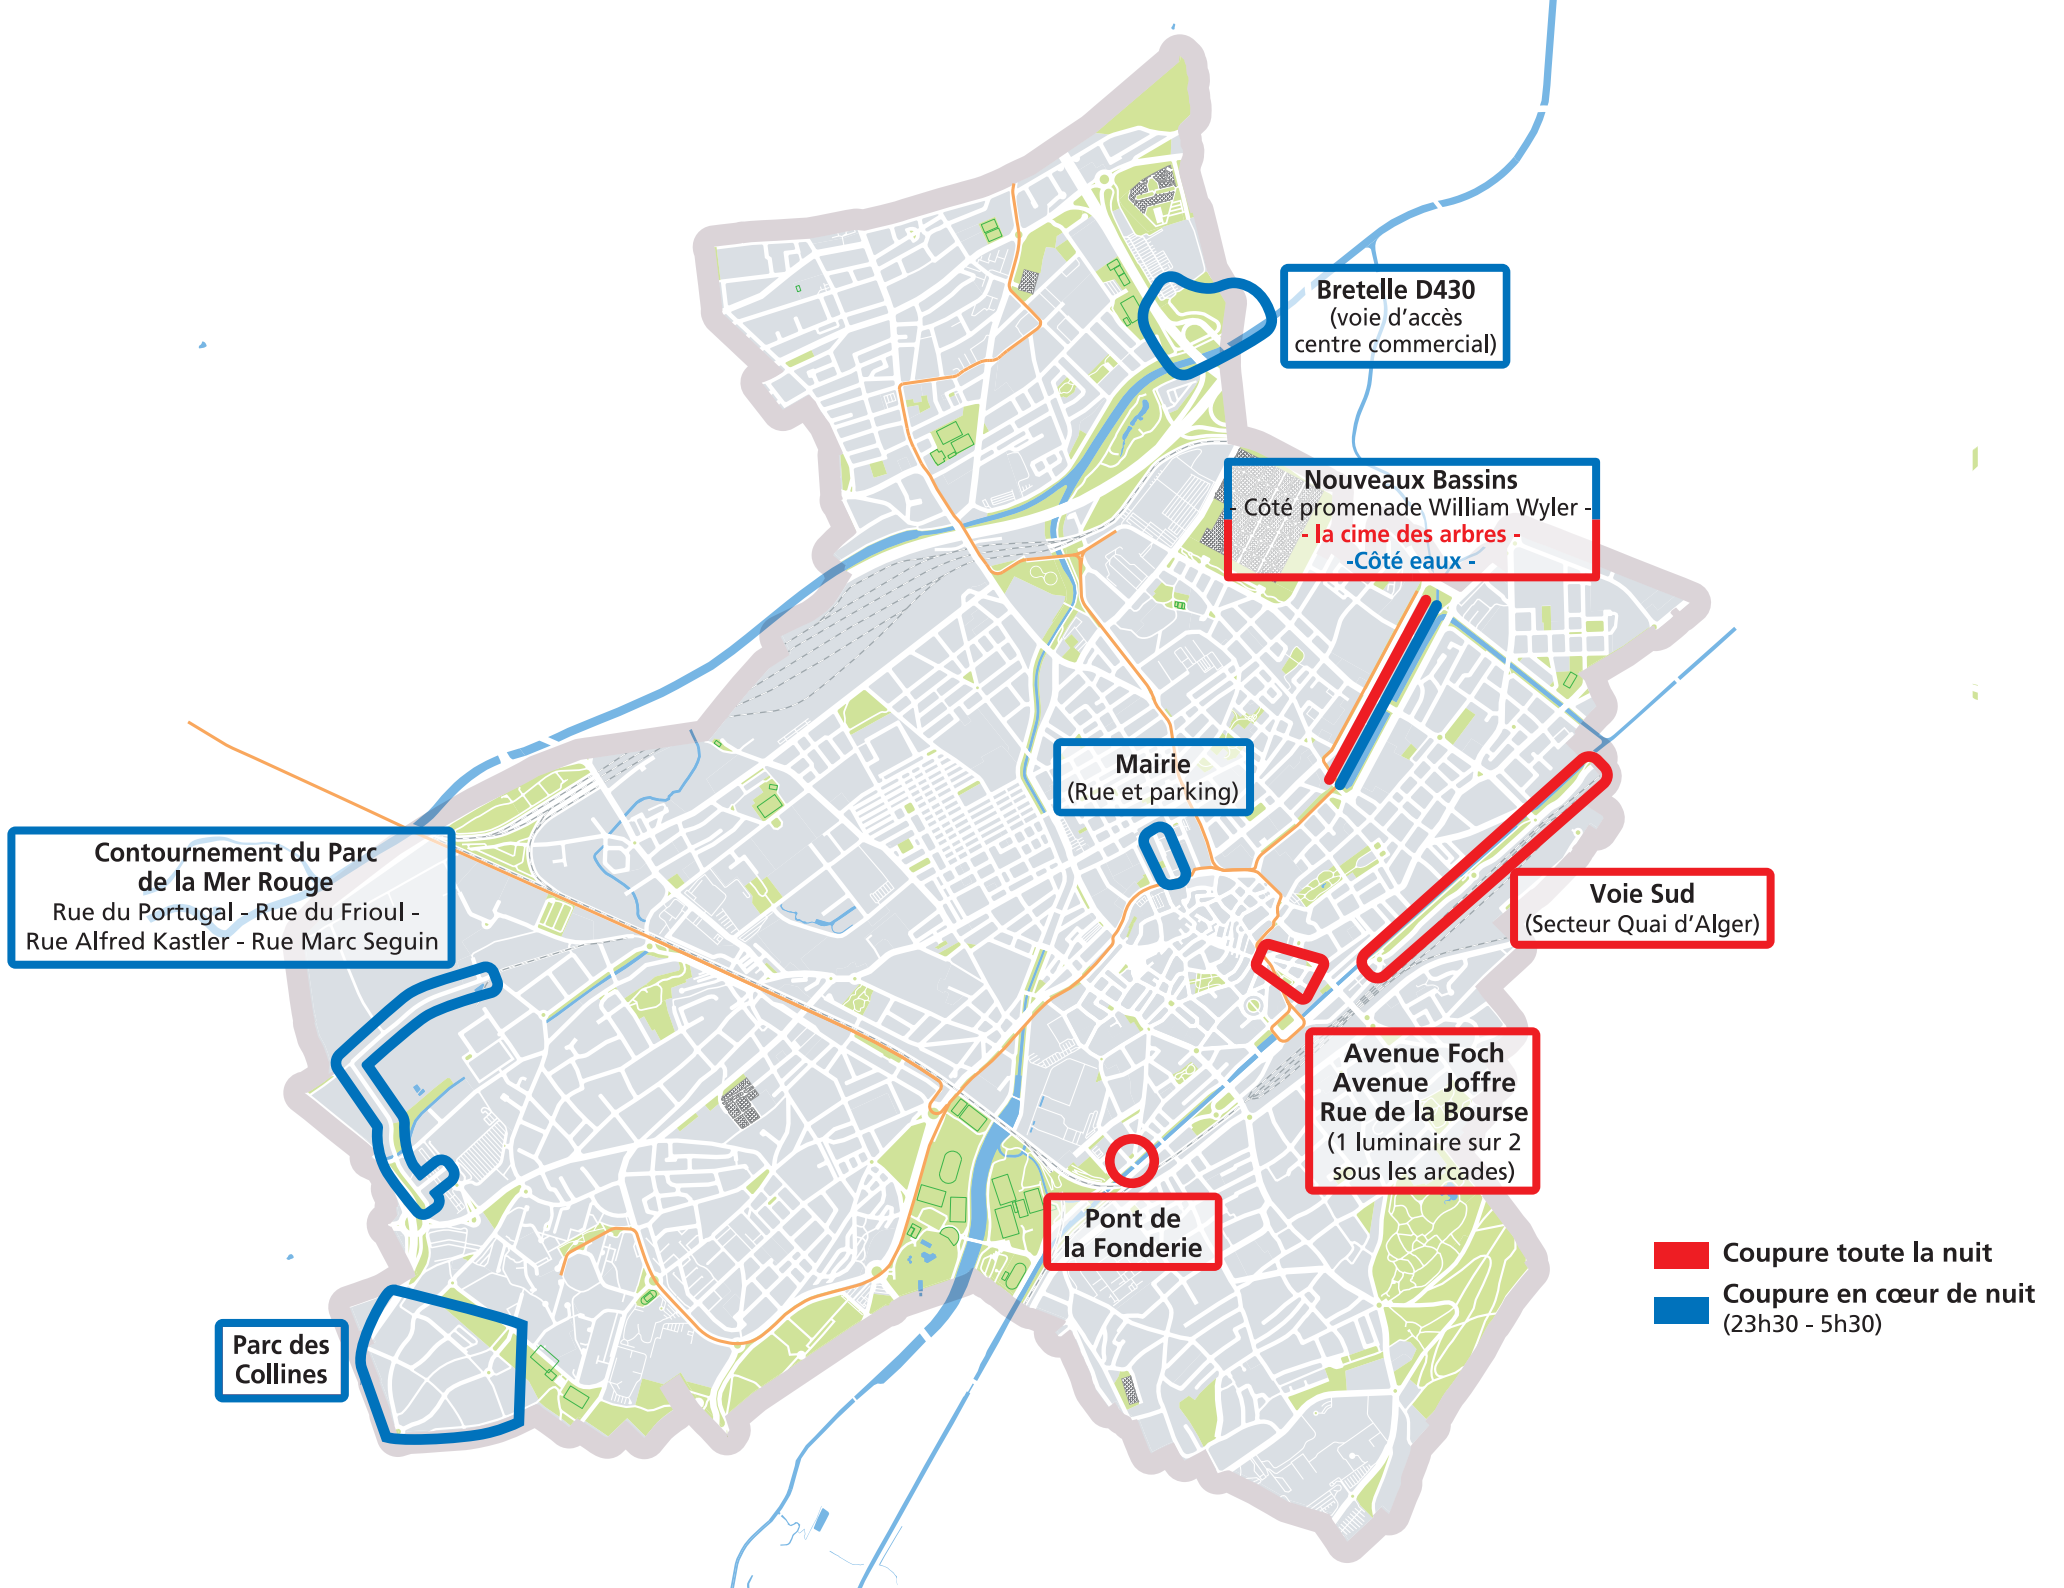 Bretelle D430
(voie d'accès
centre commercial)
Nouveaux Bassins
- Côté promenade William Wyler -
- la cime des arbres -
-Côté eaux -
Mairie
(Rue et parking)
Contournement du Parc
de la Mer Rouge
Rue du Portugal - Rue du Frioul -
Rue Alfred Kastler - Rue Marc Seguin
Voie Sud
(Secteur Quai d'Alger)
Avenue Foch
Avenue Joffre
Rue de la Bourse
(1 luminaire sur 2
sous les arcades)
Pont de
la Fonderie
Parc des
Collines
Coupure toute la nuit
Coupure en cœur de nuit
(23h30 - 5h30)